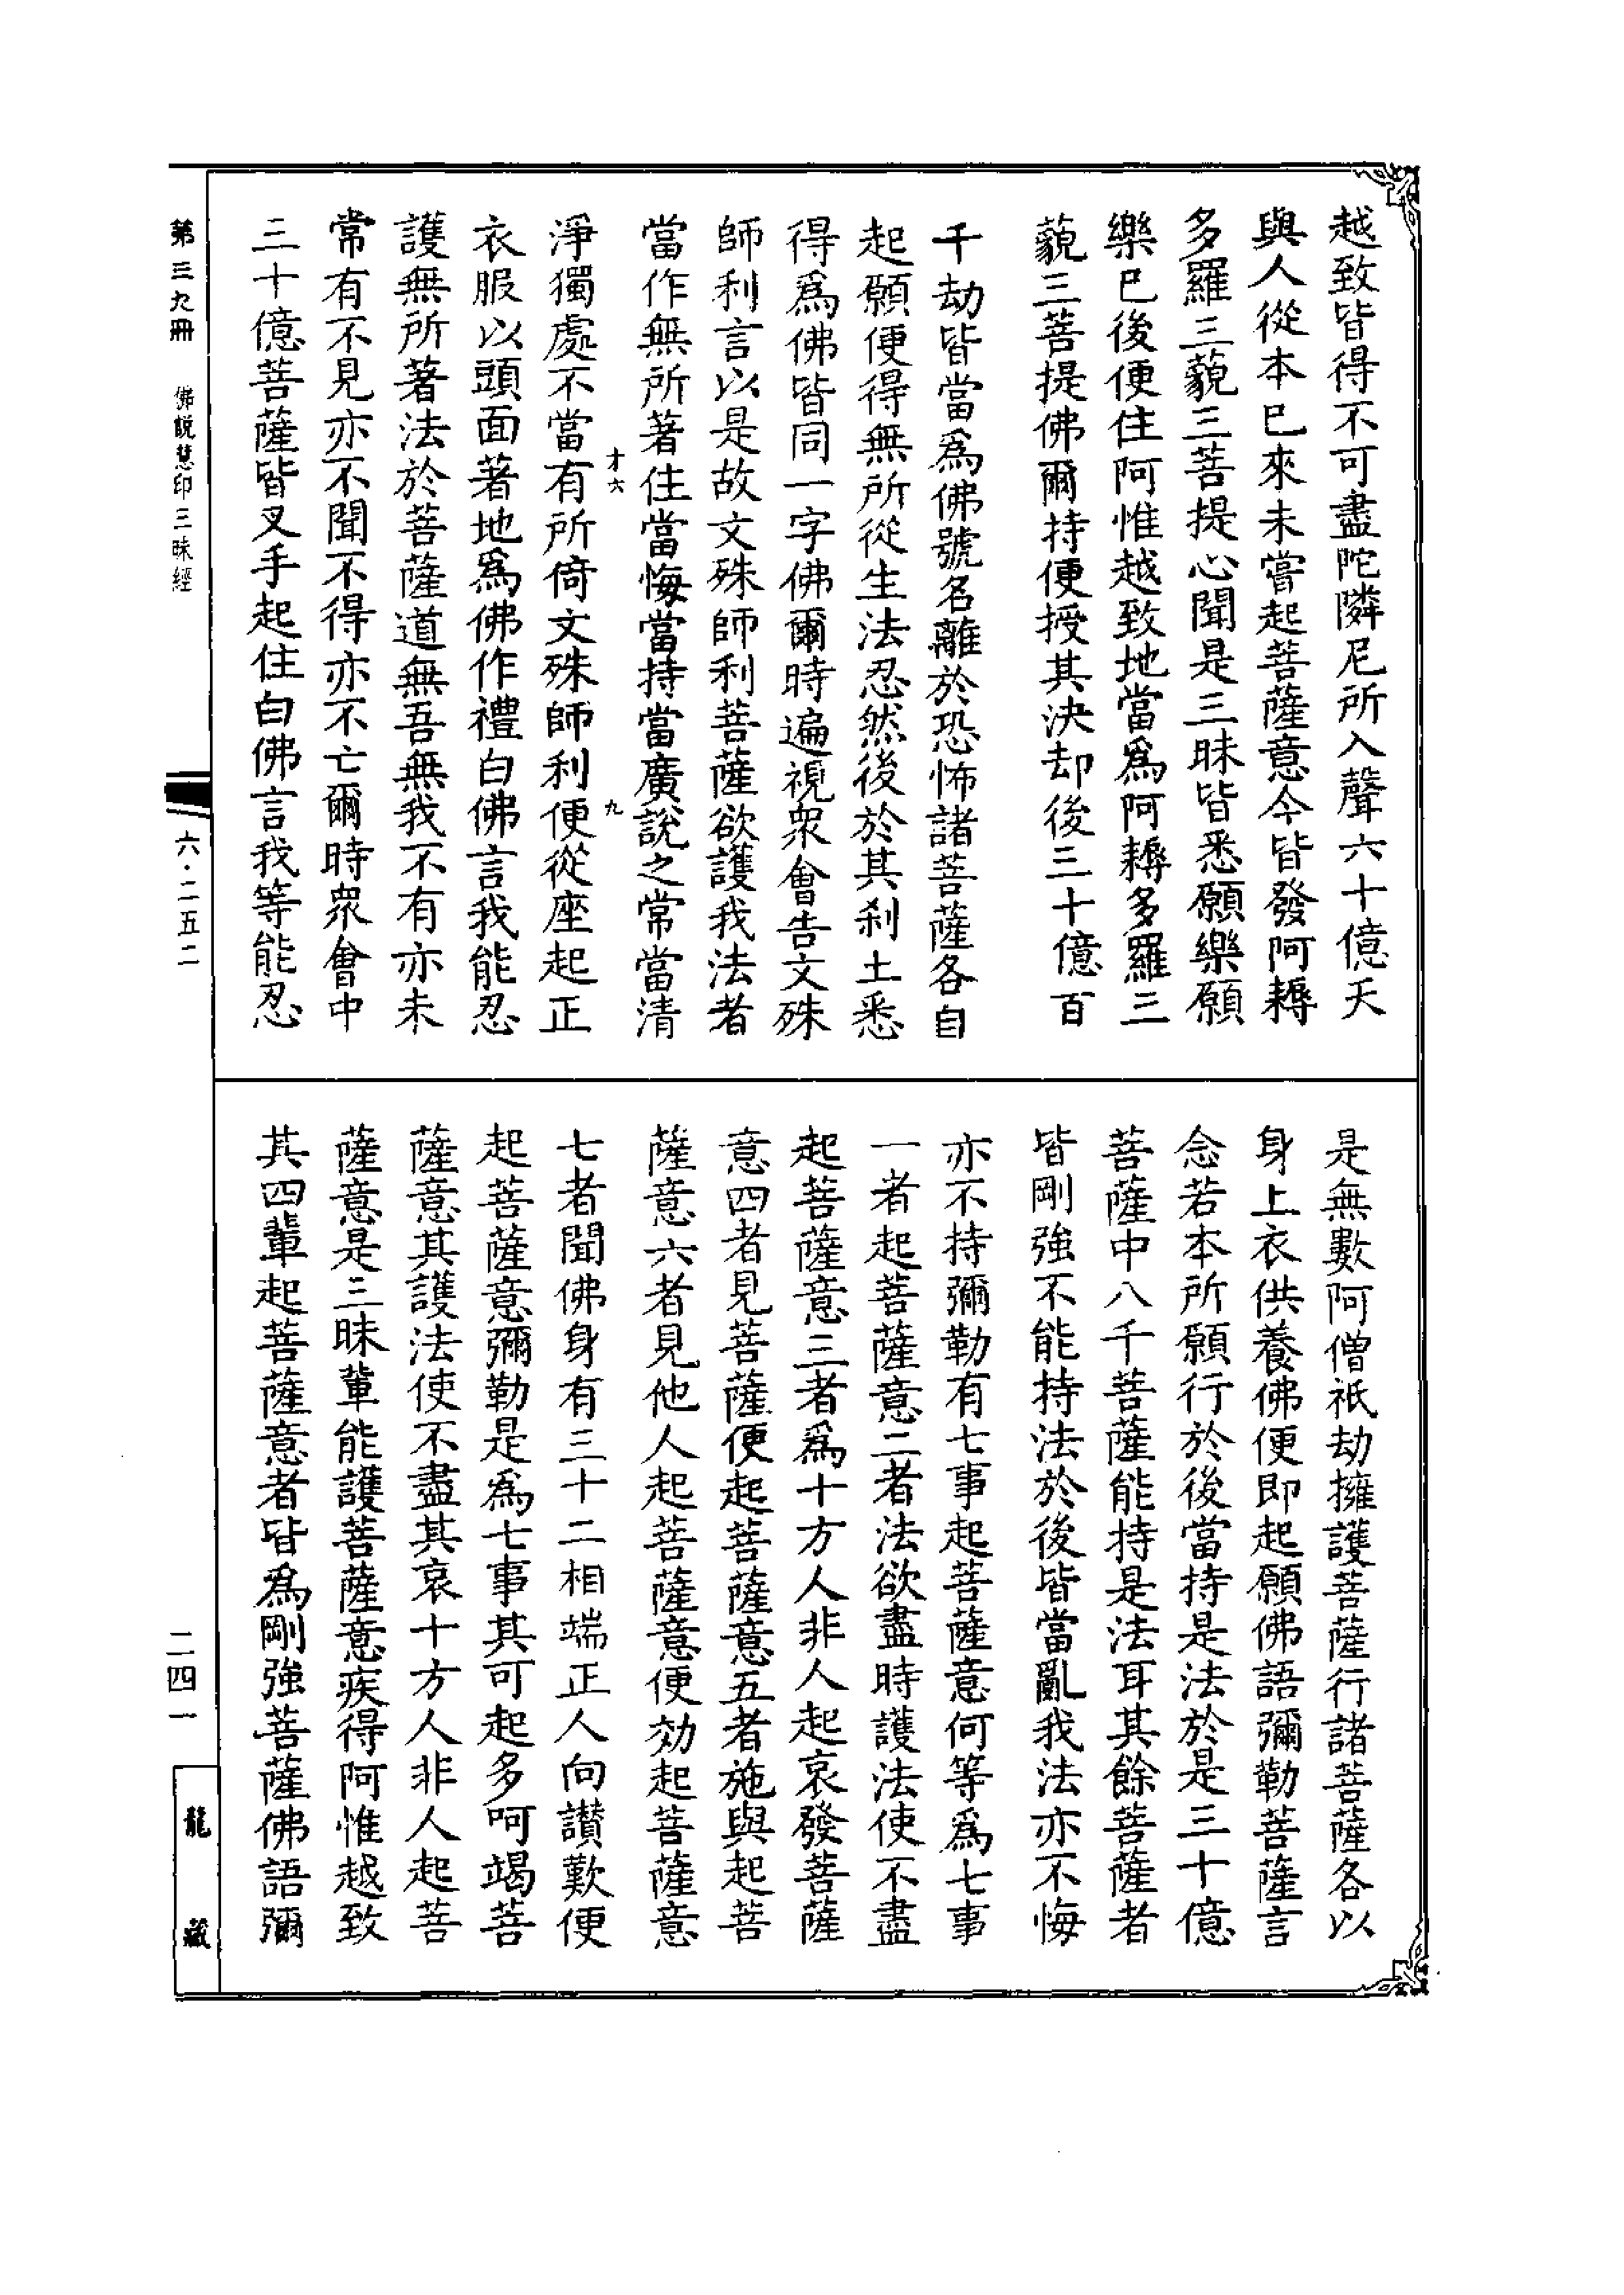 越致皆得不可盡陀隣尼所入聲六十億天
與人從本已來未嘗起菩薩意今皆發阿耨
多羅三藐三菩提心聞是三昧皆悉願樂願
樂已後便住阿惟越致地當爲阿耨多羅三
藐三菩提佛爾持便授其決却後三十億百
千劫皆當爲佛號名離於恐怖諸菩薩各自
起願便得無所從生法忍然後於其刹土悉
得爲佛皆同一字佛爾時遍視衆會告文殊
師利言以是故文殊師利菩薩欲護我法者
當作無所著住當悔當持當廣說之常當清
淨獨處不當有所倚文殊師利便從座起正
才六
九
衣服以頭面著地爲佛作禮白佛言我能忍
護無所著法於菩薩道無吾無我不有亦未
常有不見亦不聞不得亦不亡爾時衆會中
三十億菩薩皆叉手起住白佛言我等能忍
是無數阿僧祇劫擁護菩薩行諸菩薩各以
身上衣供養佛便即起願佛語彌勒菩薩言
念若本所願行於後當持是法於是三十億
菩薩中八千菩薩能持是法耳其餘菩薩者
皆剛強不能持法於後皆當亂我法亦不悔
亦不持彌勒有七事起菩薩意何等爲七事
一者起菩薩意二者法欲盡時護法使不盡
起菩薩意三者爲十方人非人起哀發菩薩
意四者見菩薩便起菩薩意五者施與起菩
薩意六者見他人起菩薩意便効起菩薩意
七者聞佛身有三十二相端正人向讃歎便
起菩薩意彌勒是爲七事其可起多呵竭菩
薩意其護法使不盡其哀十方人非人起菩
薩意是三昧輩能護菩薩意疾得阿惟越致
其四輩起菩薩意者皆爲剛強菩薩佛語彌
第三九冊
佛說慧印三昧經
六·二五二
二四一
龍藏